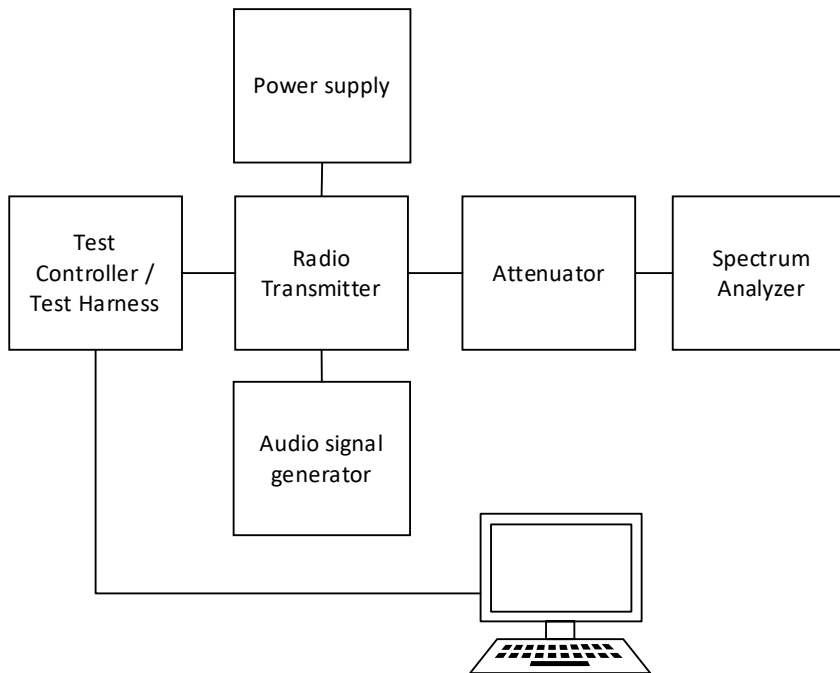 Power supply
Test
Controller /
Test Harness
Radio
Transmitter
Attenuator
Spectrum
Analyzer
Audio signal
generator